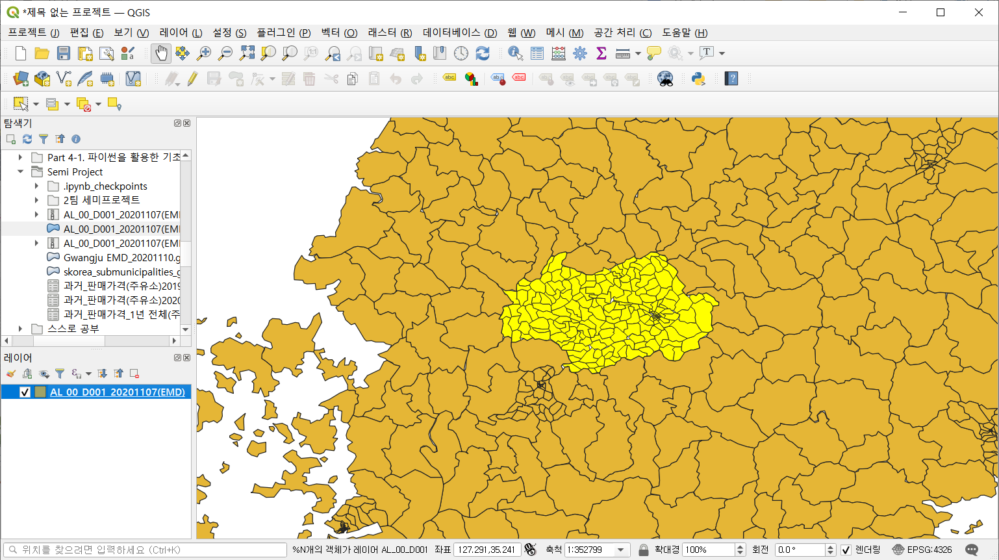 *제목 없는 프로젝트 — QGIS
프로젝트 (J) 편집 (E) 보기 (V) 레이어 (L) 설정 (S) 플러그인 (P) 벡터 (O) 래스터 (R) 데이터베이스 (D) 웹 (W) 메시 (M) 공간 처리 (C) 도움말 (H)
탐색기
Part 4-1. 파이썬을 활용한 기초
Semi Project
.ipynb_checkpoints
2팀 세미프로젝트
AL_00_D001_20201107(EMI
AL_00_D001_20201107(EMI
AL_00_D001_20201107(EMI
Gwangju EMD_20201110.g
skorea_submunicipalities_g
과거_판매가격(주유소)2019
과거_판매가격(주유소)2020
과거_판매가격_1년 전체(주
스스로 공부
레이어
AL_00_D001_20201107(EMD)
위치를 찾으려면 입력하세요 (Ctrl+K) %N개의 객체가 레이어 AL_00_D001 좌표 127.291,35.241 축척 1:352799 확대경 100% 회전 0.0 ° 렌더링 EPSG:4326